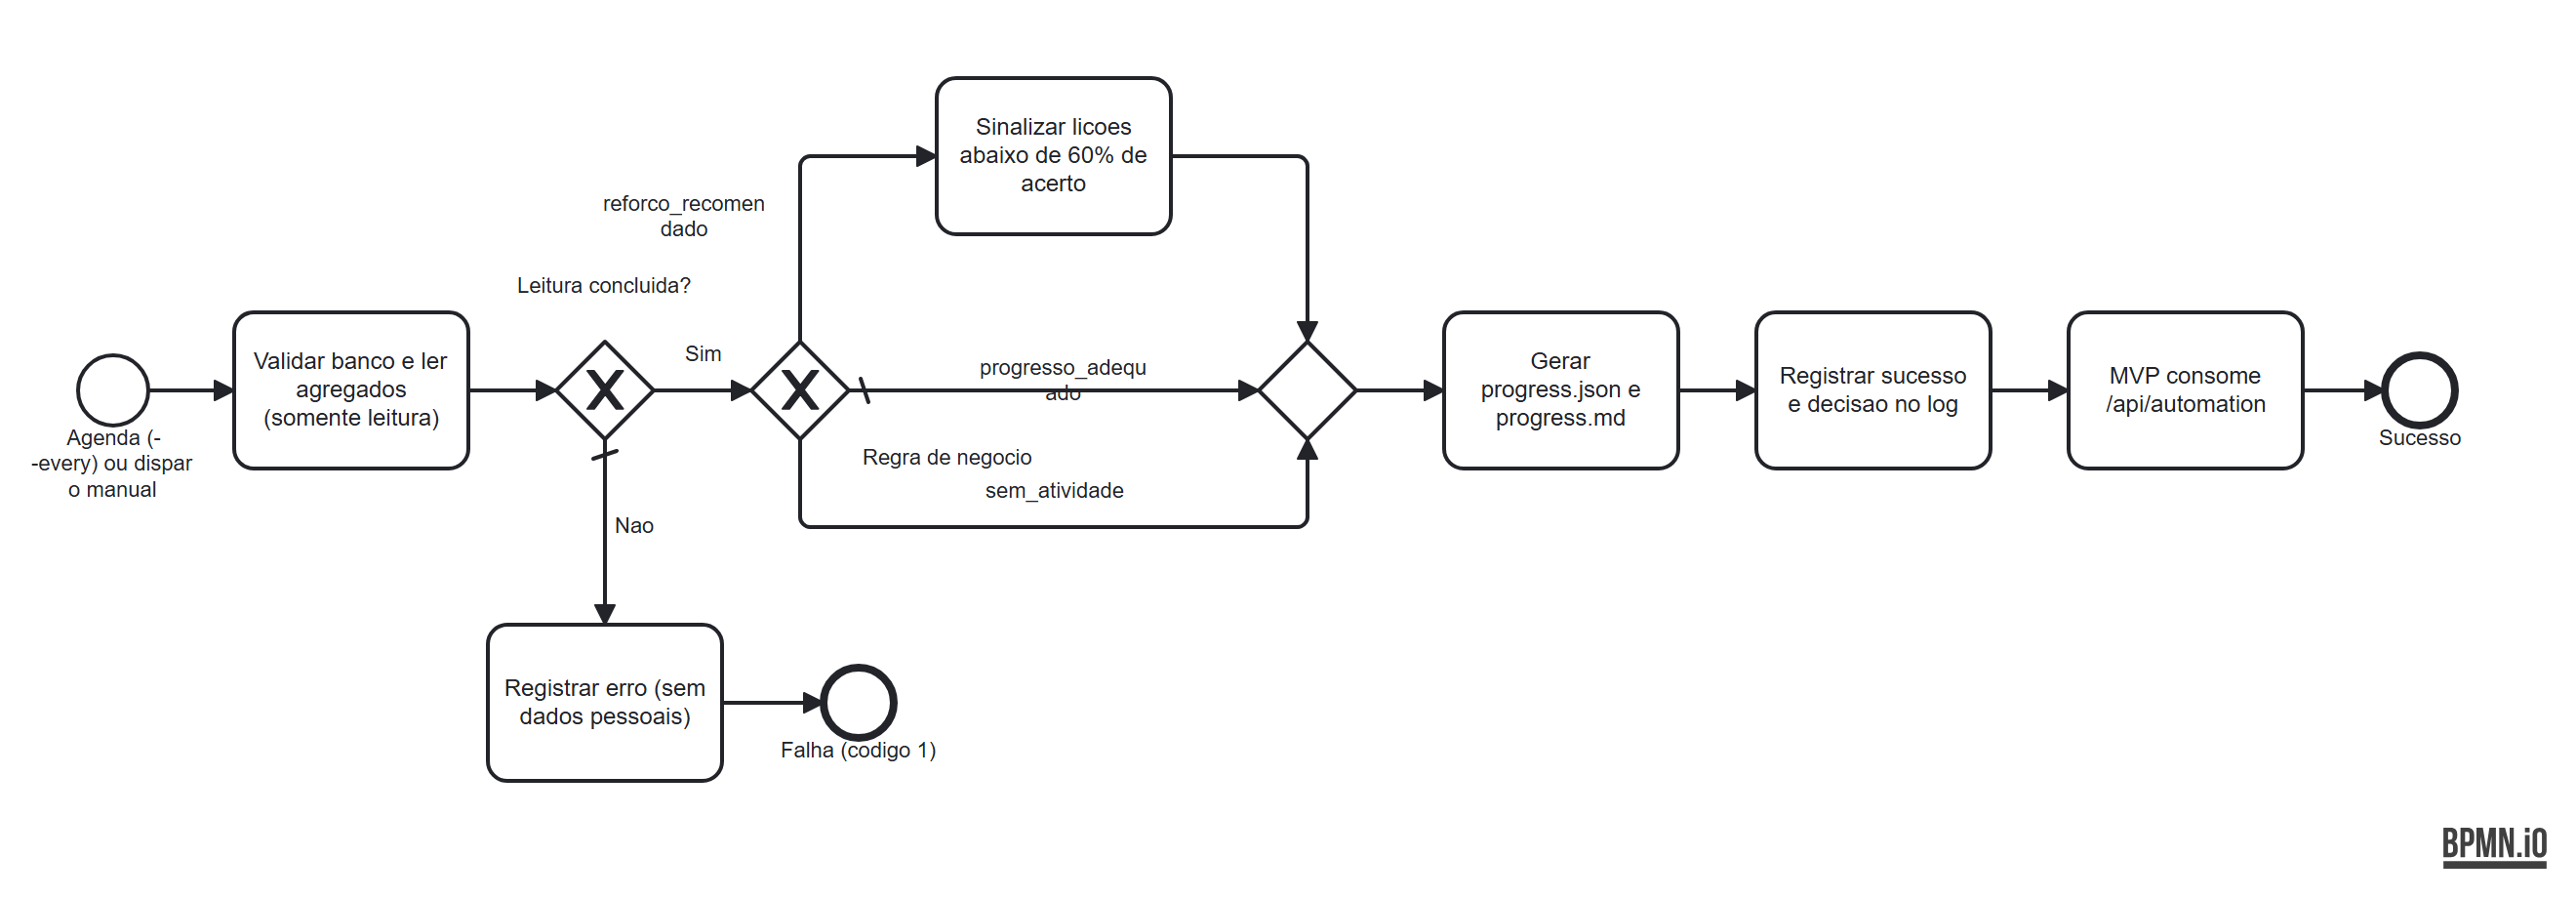 Sinalizar licoes
abaixo de 60% de
acerto
reforco_recomen
dado
Leitura concluida?
Validar banco e ler
agregados
(somente leitura)
Agenda (-
-every) ou dispar
o manual
X
Sim
X
progresso_adequ
ado
Regra de negocio
sem_atividade
Gerar
progress.json e
progress.md
Registrar sucesso
e decisao no log
MVP consome
/api/automation
Sucesso
Nao
Registrar erro (sem
dados pessoais)
Falha (codigo 1)
BPMN.iO